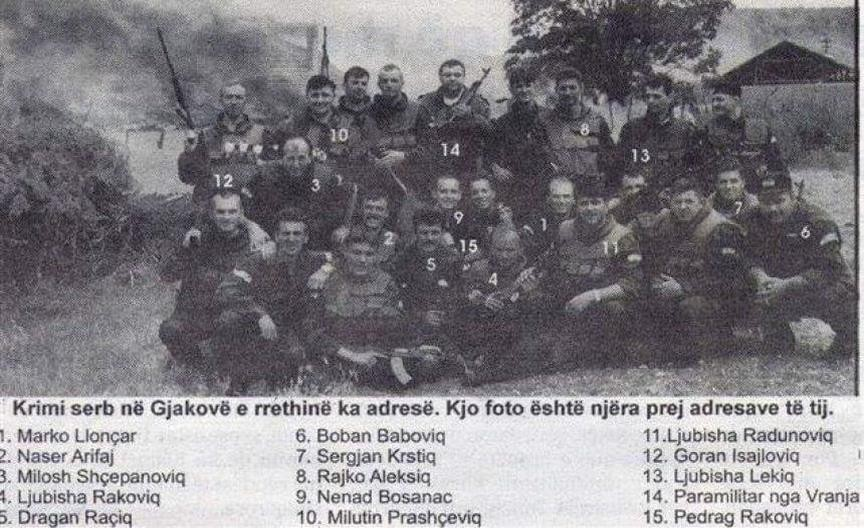 10
8
14
13
3
12
9
7
1
2
15
11
6
5
4
Krimi serb në Gjakovë e rrethinë ka adresë. Kjo foto është njëra prej adresave të tij.
1. Marko Llonçar
2. Naser Arifaj
3. Milosh Shçepanoviq
4. Ljubisha Rakoviq
5. Dragan Raçiq
6. Boban Baboviq
7. Sergjan Krstiq
8. Rajko Aleksiq
9. Nenad Bosanac
10. Milutin Prashçeviq
11.Ljubisha Radunoviq
12. Goran Isajloviq
13. Ljubisha Lekiq
14. Paramilitar nga Vranja
15. Pedrag Rakoviq